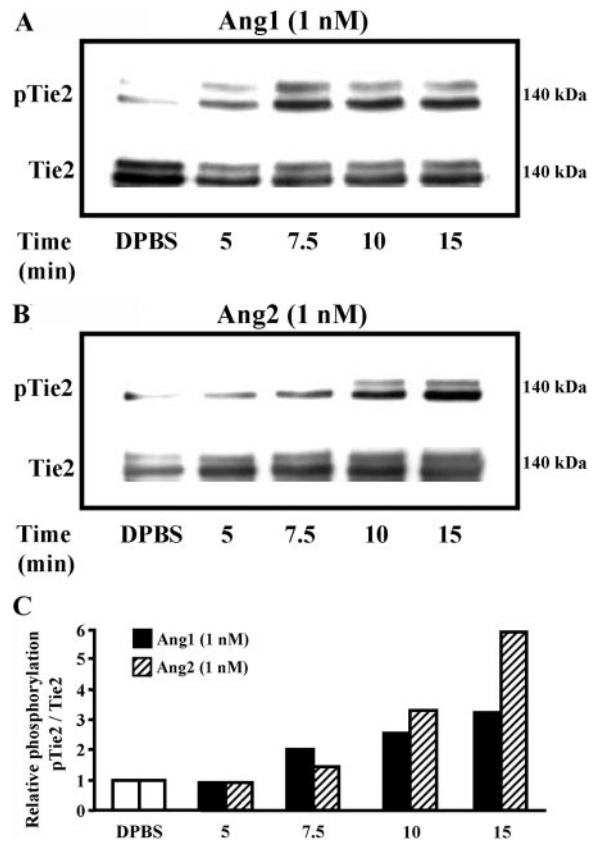 A
Ang1 (1 nM)
pTie2
140 kDa
Tie2
140 kDa
Time (min)
DPBS 5 7.5 10 15
B
Ang2 (1 nM)
pTie2
140 kDa
Tie2
140 kDa
Time (min)
DPBS 5 7.5 10 15
C
Relative phosphorylation
pTie2 / Tie2
6
5
4
3
2
1
0
Ang1 (1 nM)
Ang2 (1 nM)
DPBS 5 7.5 10 15